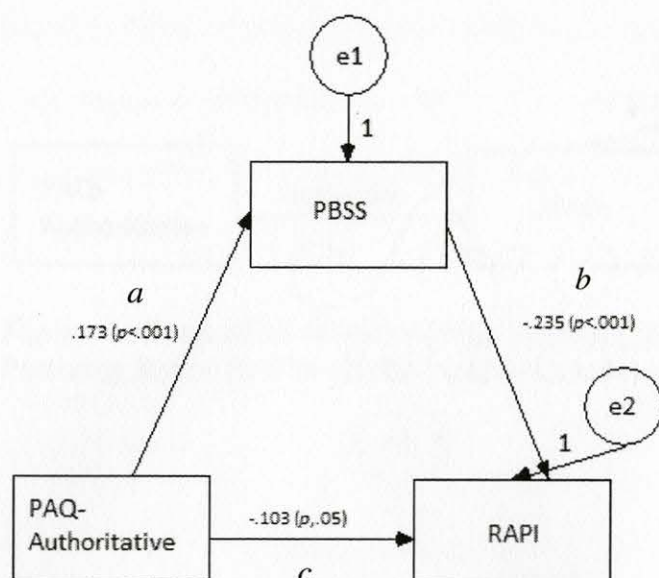 e1
1
PBSS
a
.173 (p<.001)
b
-.235 (p<.001)
e2
1
PAQ-
Authoritative
-.103 (p,.05)
RAPI
c